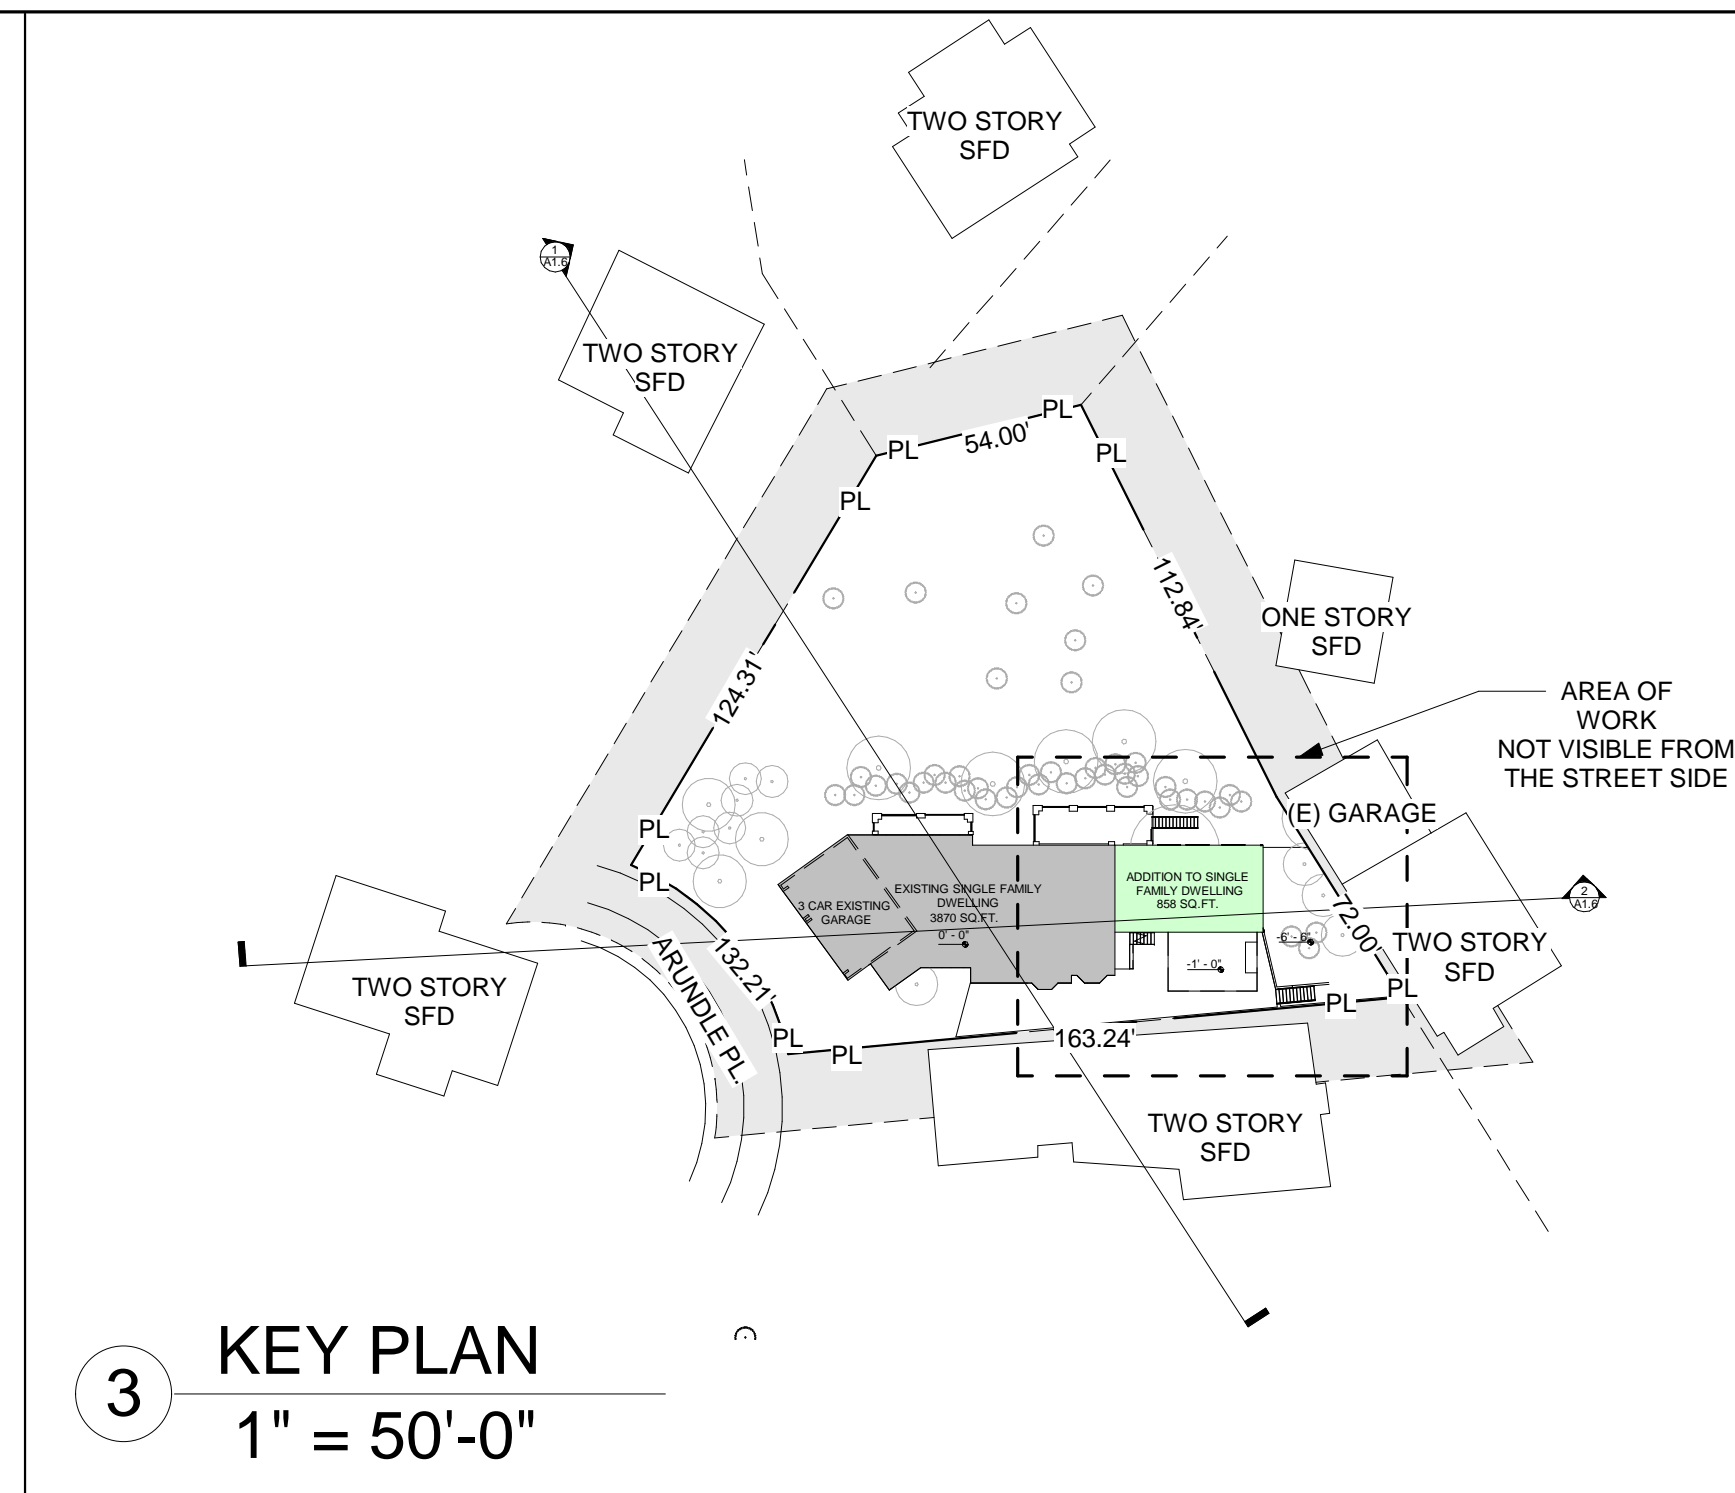 TWO STORY
SFD
1
A1.6
TWO STORY
SFD
PL
54.00'
PL
PL
PL
112.84'
ONE STORY
SFD
124.31'
AREA OF
WORK
NOT VISIBLE FROM
THE STREET SIDE
(E) GARAGE
PL
PL
3 CAR EXISTING
GARAGE
EXISTING SINGLE FAMILY
DWELLING
3870 SQ.FT.
0' - 0"
ADDITION TO SINGLE
FAMILY DWELLING
858 SQ.FT.
2
A1.6
72.00'
-6' - 6"
-1' - 0"
TWO STORY
SFD
TWO STORY
SFD
132.21'
ARUNDLE PL.
PL
PL
163.24'
PL
PL
TWO STORY
SFD
3
KEY PLAN
1" = 50'-0"